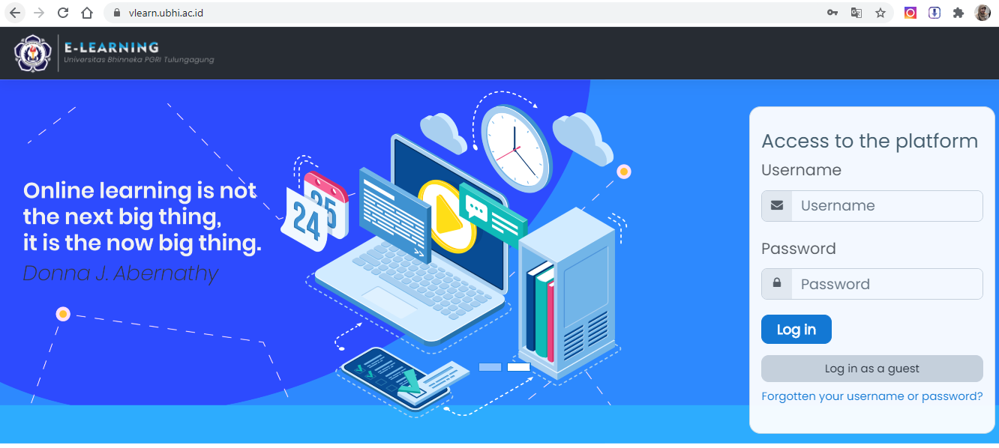 vlearn.ubhi.ac.id
E-LEARNING
Universitas Bhinneka PGRI Tulungagung
Online learning is not
the next big thing,
it is the now big thing.
Donna J. Abernathy
25
24
>>
Access to the platform
Username
Username
Password
Password
Log in
Log in as a guest
Forgotten your username or password?